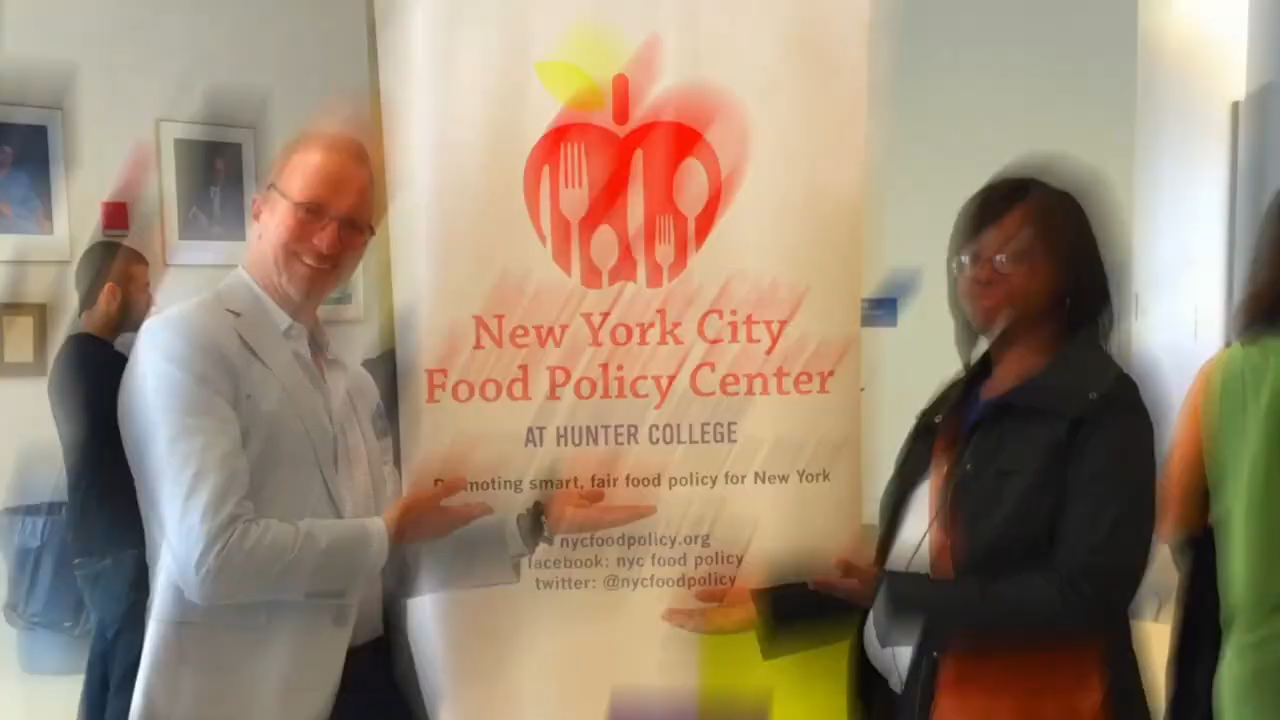 New York City
Food Policy Center
AT HUNTER COLLEGE
Promoting smart, fair food policy for New York
nycfoodpolicy.org
facebook: nyc food policy
twitter: @nycfoodpolicy